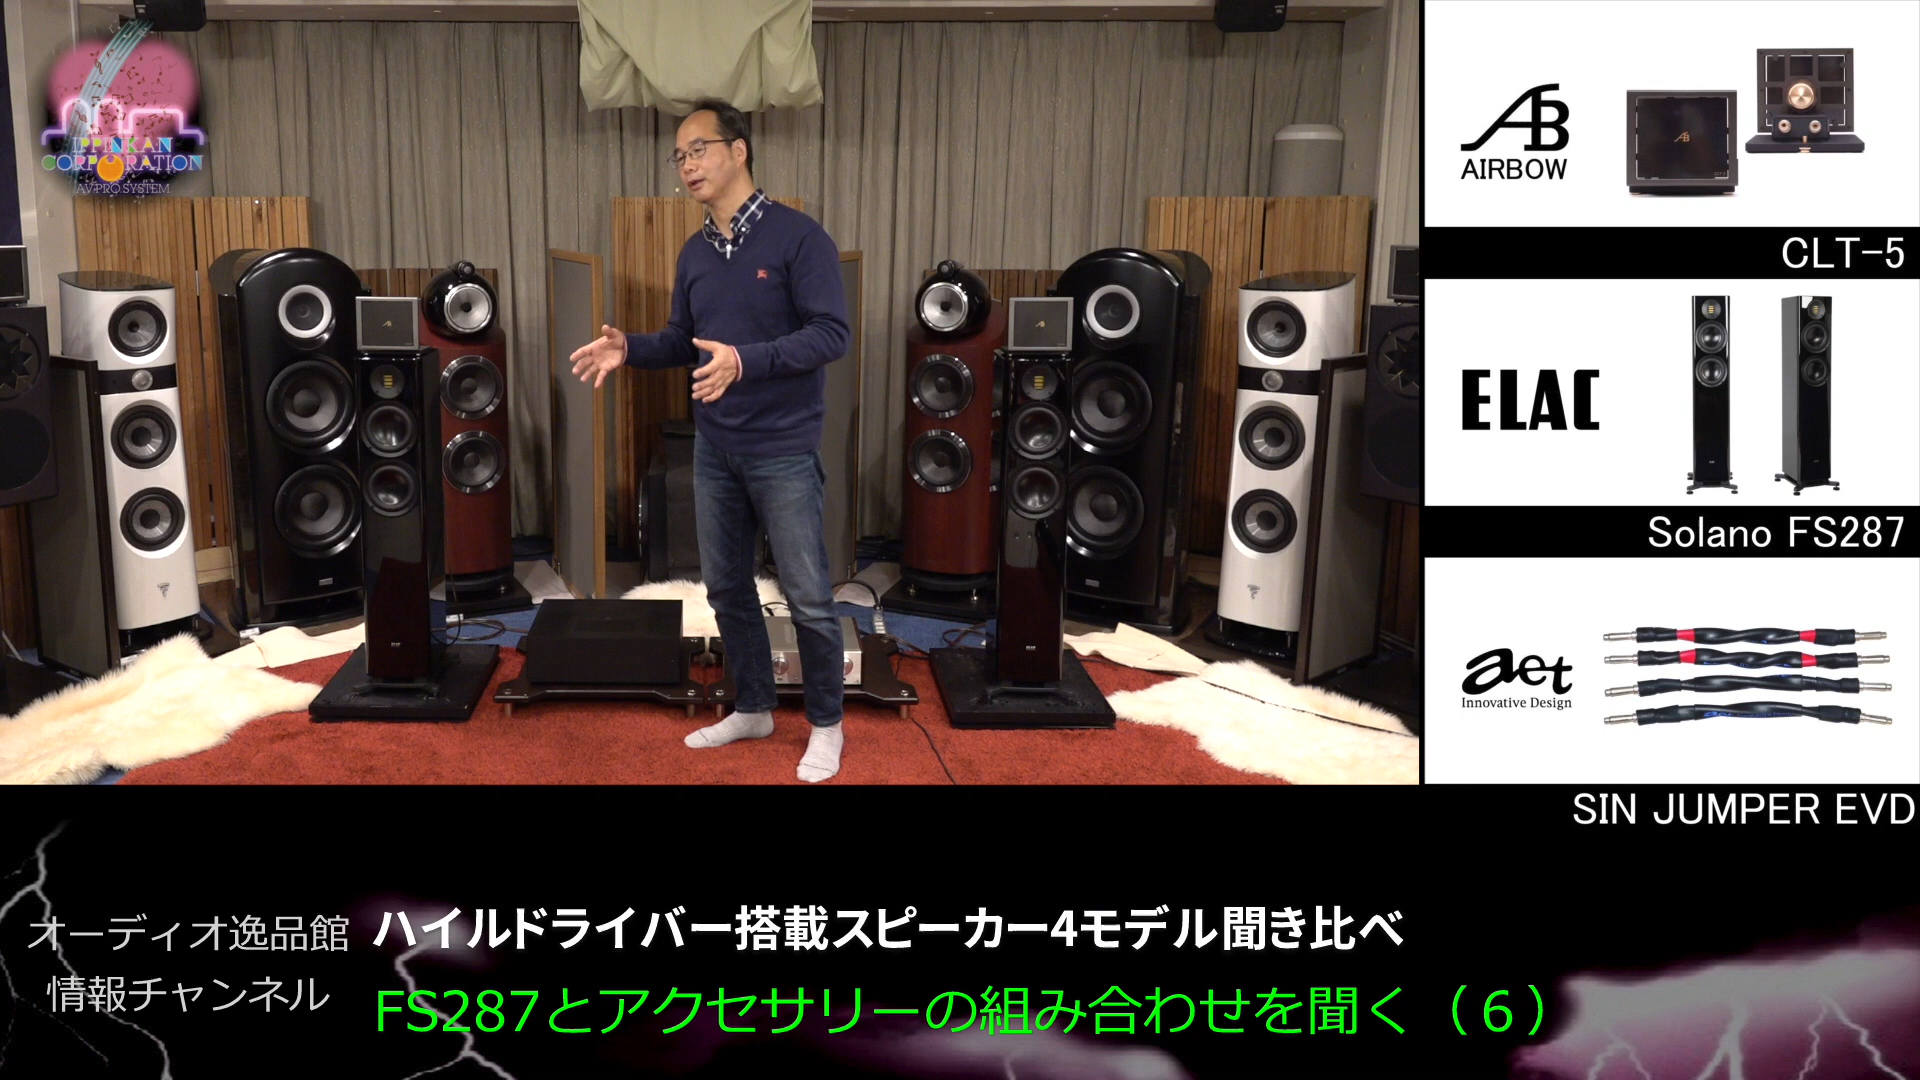 IPPINKAN
CORPORATION
AV.PRO.SYSTEM
AIRBOW
CLT-5
ELAC
Solano FS287
aet
Innovative Design
SIN JUMPER EVD
オーディオ逸品館
情報チャンネル
ハイルドライバー搭載スピーカー4モデル聞き比べ
FS287とアクセサリーの組み合わせを聞く（６）